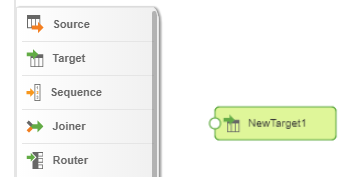 Source
Target
Sequence
Joiner
Router
NewTarget1